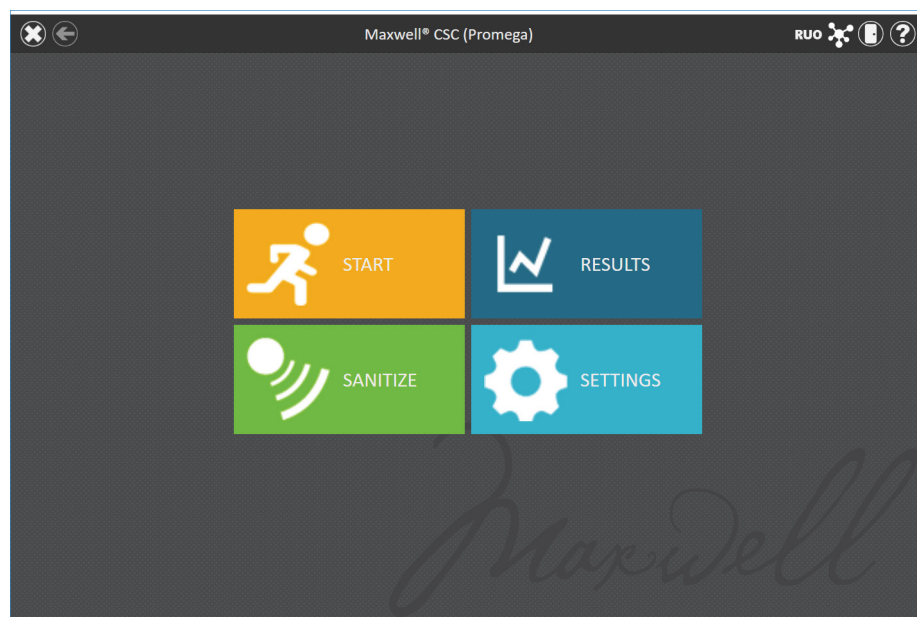 Maxwell® CSC (Promega)
RUO
START
RESULTS
SANITIZE
SETTINGS
Maxwell